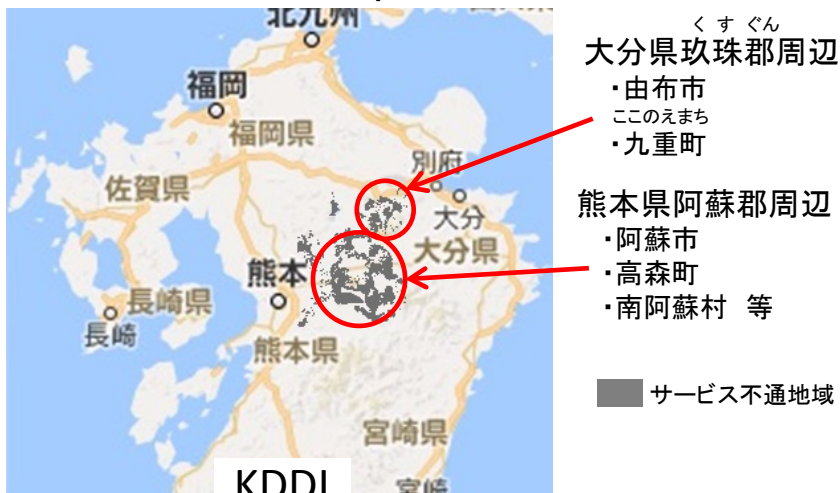 北九州
福岡
福岡県
佐賀県
別府
大分
大分県
熊本
長崎県
長崎
熊本県
宮崎県
宮崎
KDDI
くすぐん
大分県玖珠郡周辺
・由布市
ここのえまち
・九重町
熊本県阿蘇郡周辺
・阿蘇市
・高森町
・南阿蘇村 等
サービス不通地域